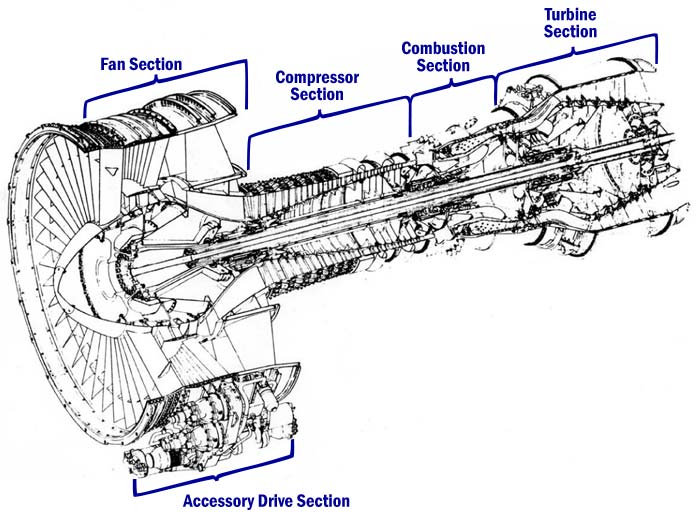 Turbine
Section
Combustion
Section
Fan Section
Compressor
Section
Accessory Drive Section